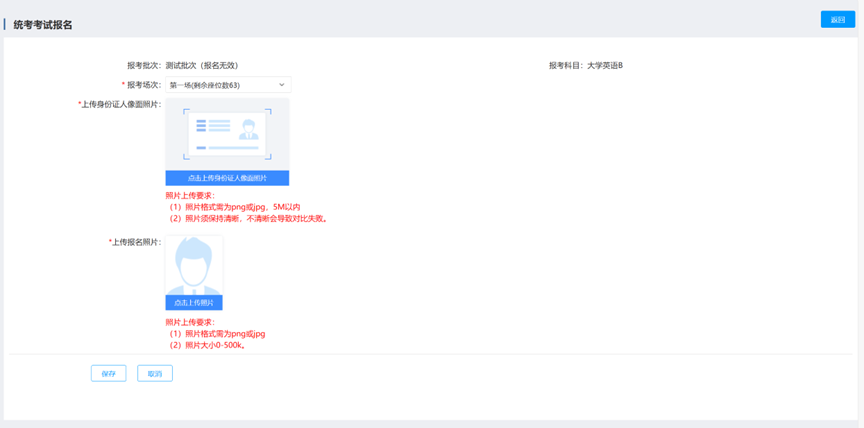 统考考试报名
返回
报考批次：测试批次（报名无效）
报考科目：大学英语B
* 报考场次：第一场(剩余座位数63)
*上传身份证人像面照片：
点击上传身份证人像面照片
照片上传要求：
（1）照片格式需为png或jpg，5M以内
（2）照片须保持清晰，不清晰会导致对比失败。
*上传报名照片：
点击上传照片
照片上传要求：
（1）照片格式需为png或jpg
（2）照片大小0-500k。
保存
取消